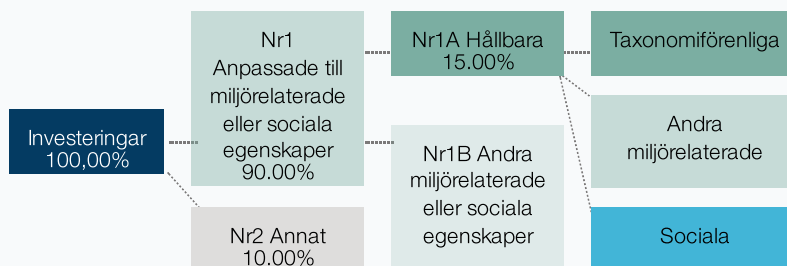 Investeringar
100,00%
Nr1
Anpassade till
miljörelaterade
eller sociala
egenskaper
90.00%
Nr2 Annat
10.00%
Nr1A Hållbara
15.00%
Nr1B Andra
miljörelaterade
eller sociala
egenskaper
Taxonomiförenliga
Andra
miljörelaterade
Sociala